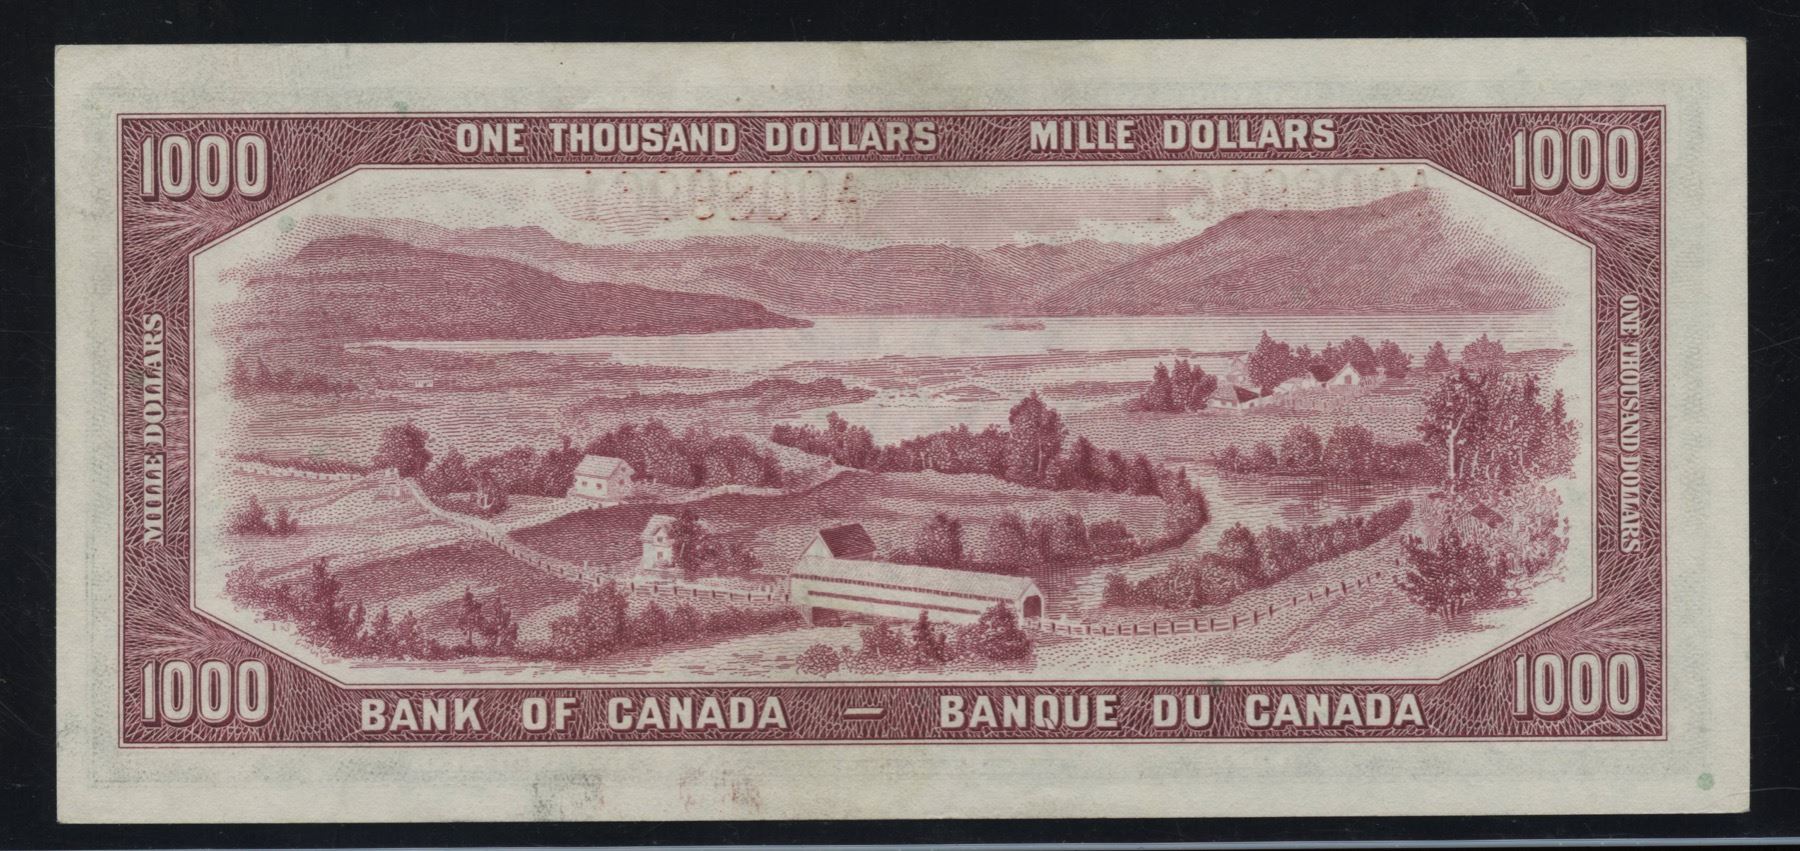 1000 ONE THOUSAND DOLLARS MILLE DOLLARS 1000
MILLE DOLLARS
ONE THOUSAND DOLLARS
1000 BANK OF CANADA — BANQUE DU CANADA 1000